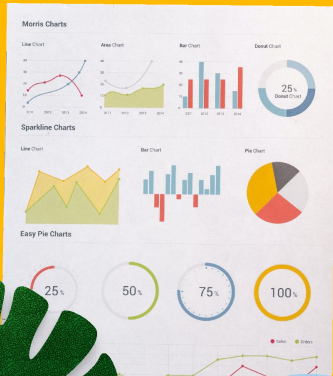 Morris Charts
Line Chart
Area Chart
Bar Chart
Donut Chart
25%
Donut Chart
Sparkline Charts
Line Chart
Bar Chart
Pie Chart
Easy Pie Charts
25%
50%
75%
100%
Sales
Orders